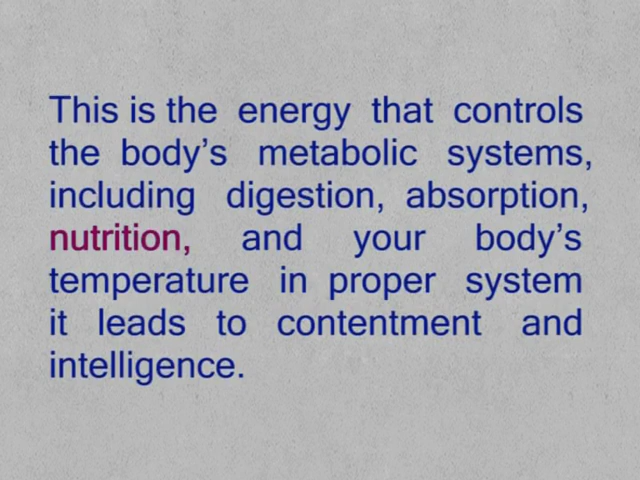 This is the energy that controls
the body’s metabolic systems,
including digestion, absorption,
nutrition, and your body’s
temperature in proper system
it leads to contentment and
intelligence.